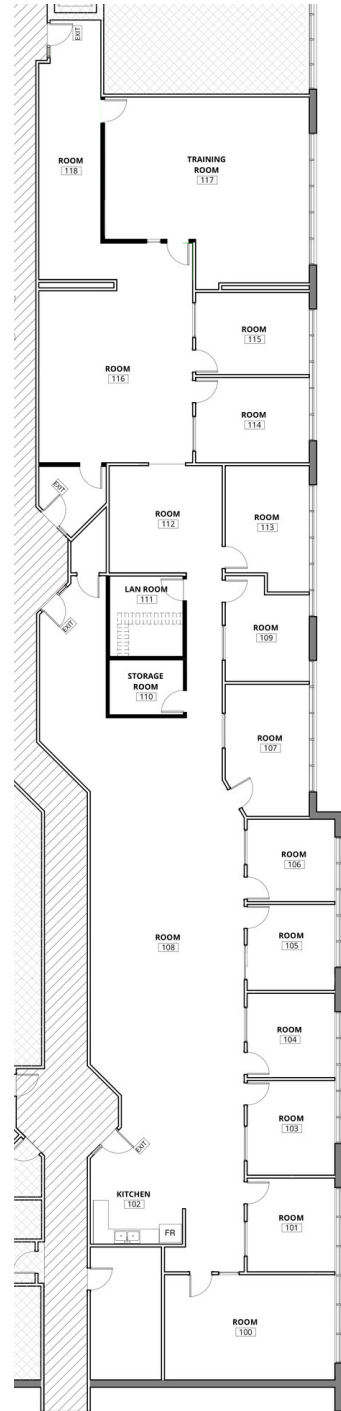 EXIT
ROOM
118
TRAINING
ROOM
117
ROOM
115
ROOM
116
ROOM
114
EXIT
ROOM
112
ROOM
113
LAN ROOM
111
EXIT
ROOM
109
STORAGE
ROOM
110
ROOM
107
ROOM
106
ROOM
108
ROOM
105
ROOM
104
ROOM
103
EXIT
KITCHEN
102
FR
ROOM
101
ROOM
100